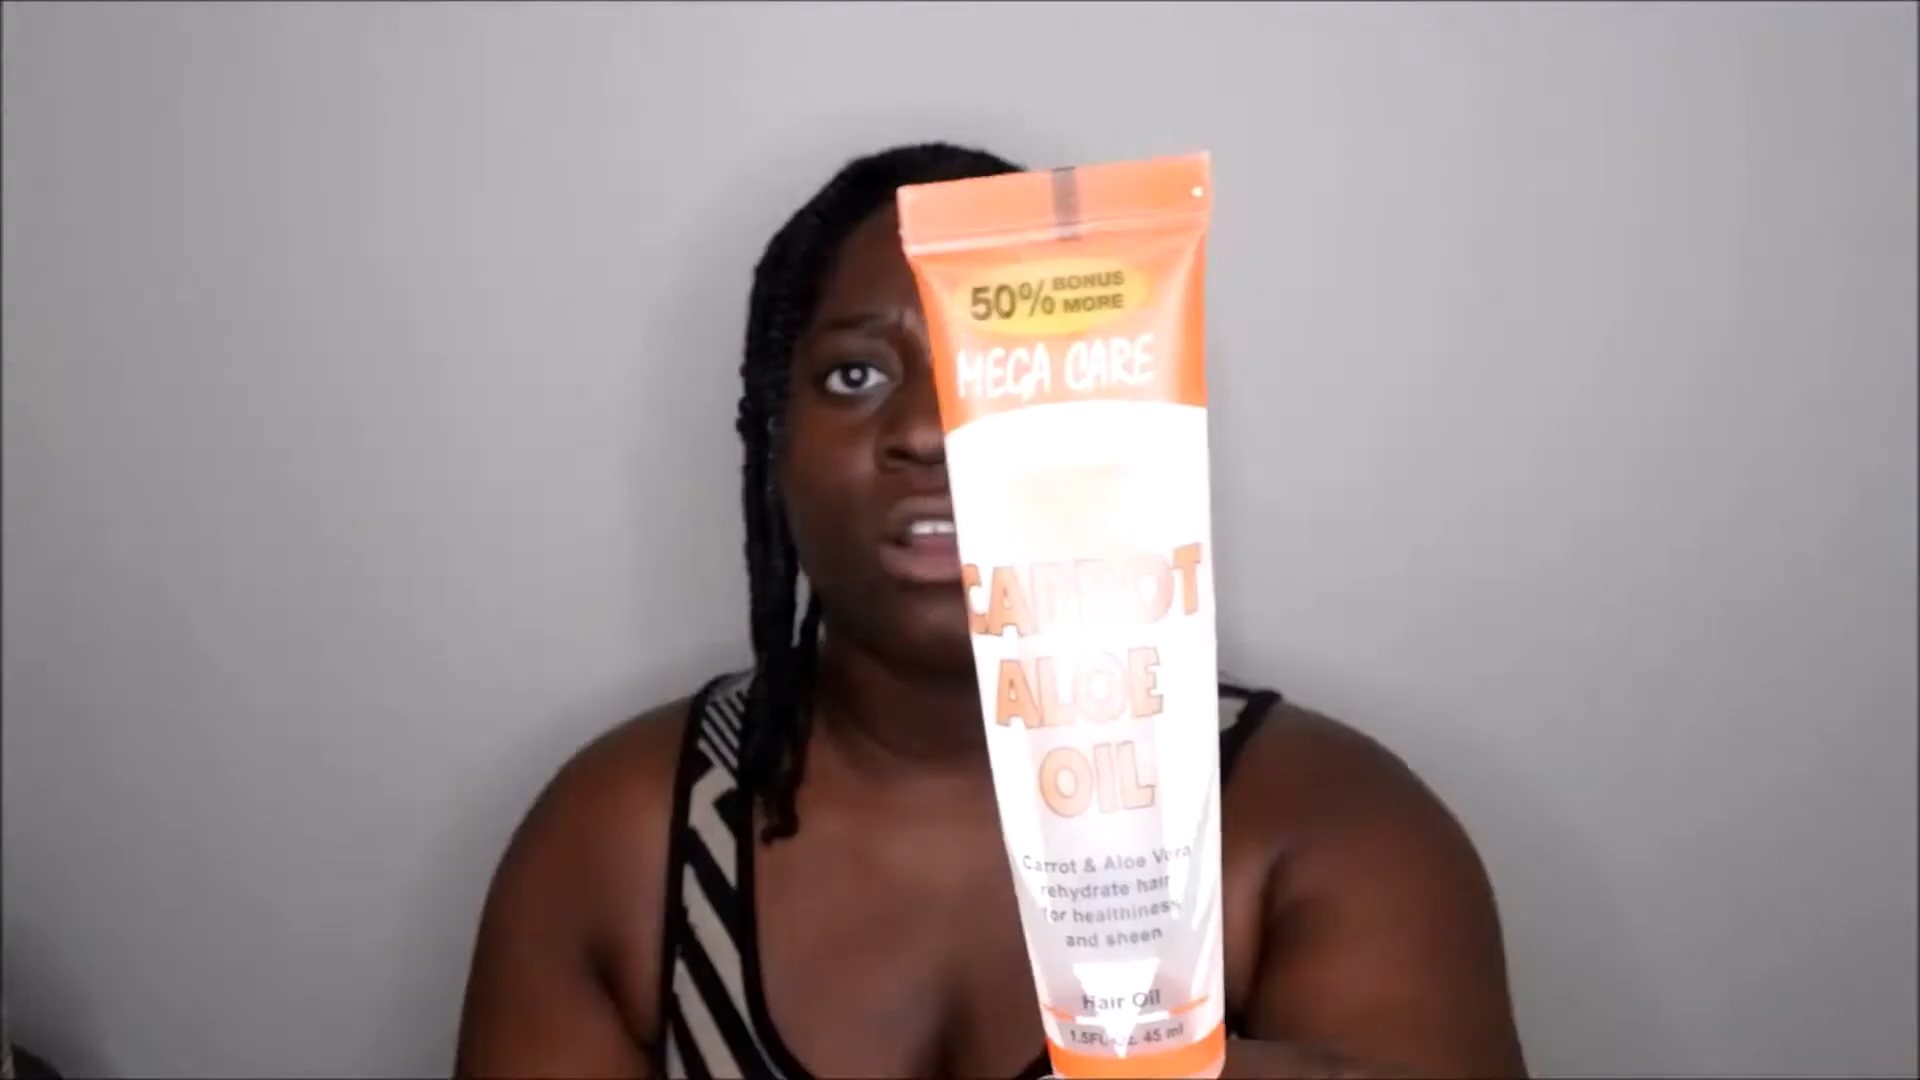 50% BONUS
MORE
MEGA CARE
CARROT
ALOE
OIL
Carrot & Aloe Vera
rehydrate hair
for healthiness
and sheen
Hair Oil
45 ml